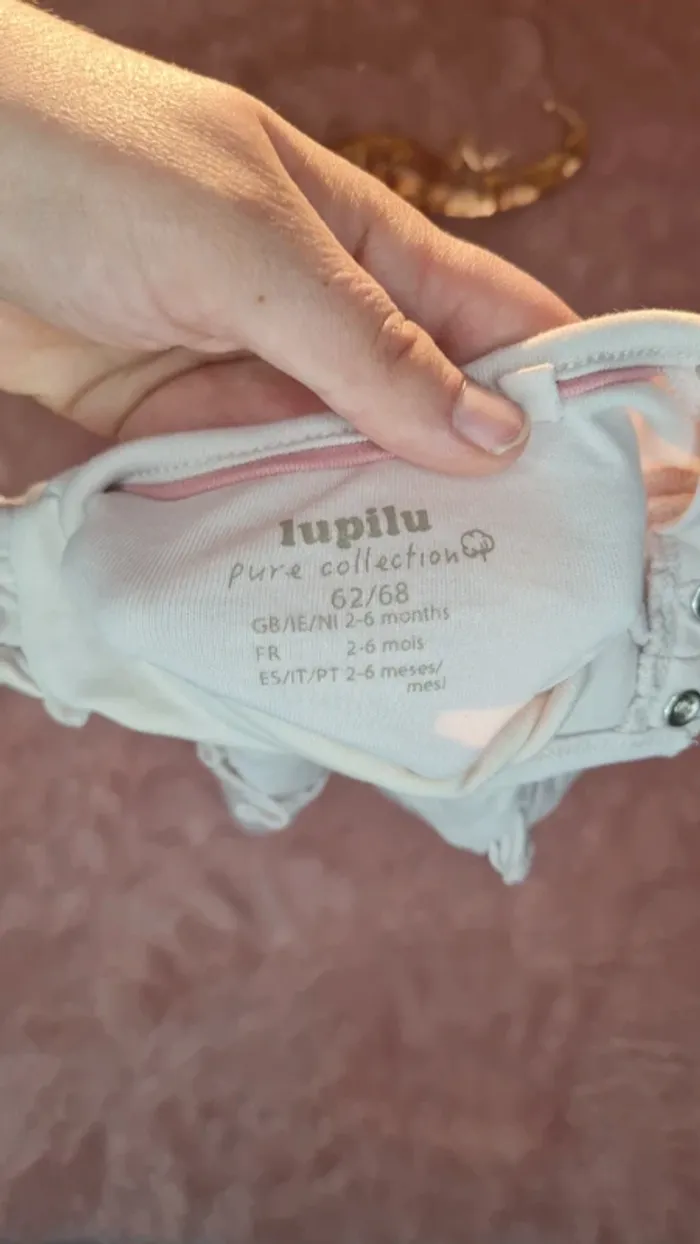 lupilu
pure collection
62/68
GB/IE/NI 2-6 months
FR 2-6 mois
ES/IT/PT 2-6 meses/
mesi